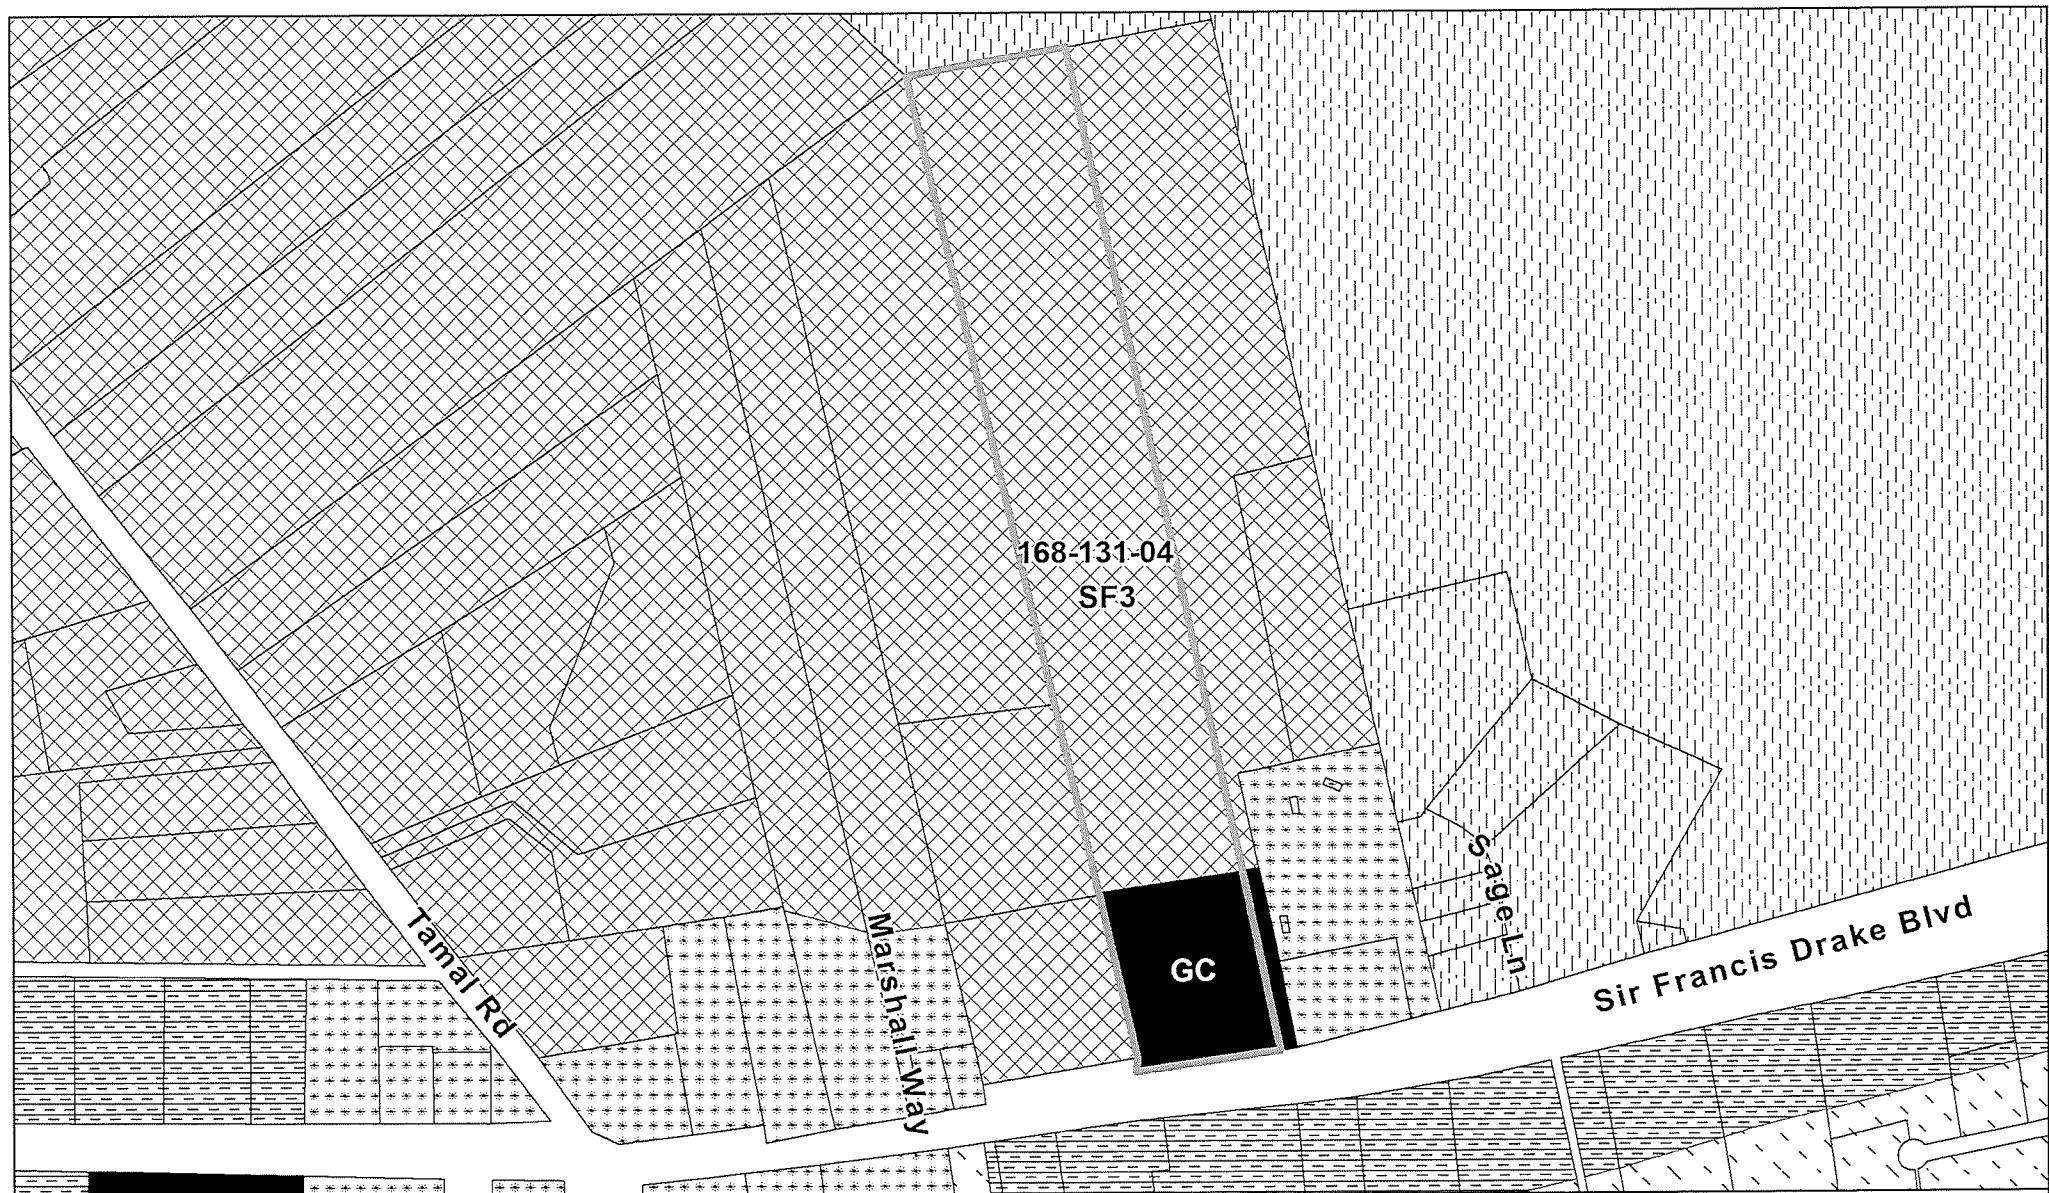 168-131-04
SF3
GC
Tamal Rd
Marshall Way
Sage Ln
Sir Francis Drake Blvd